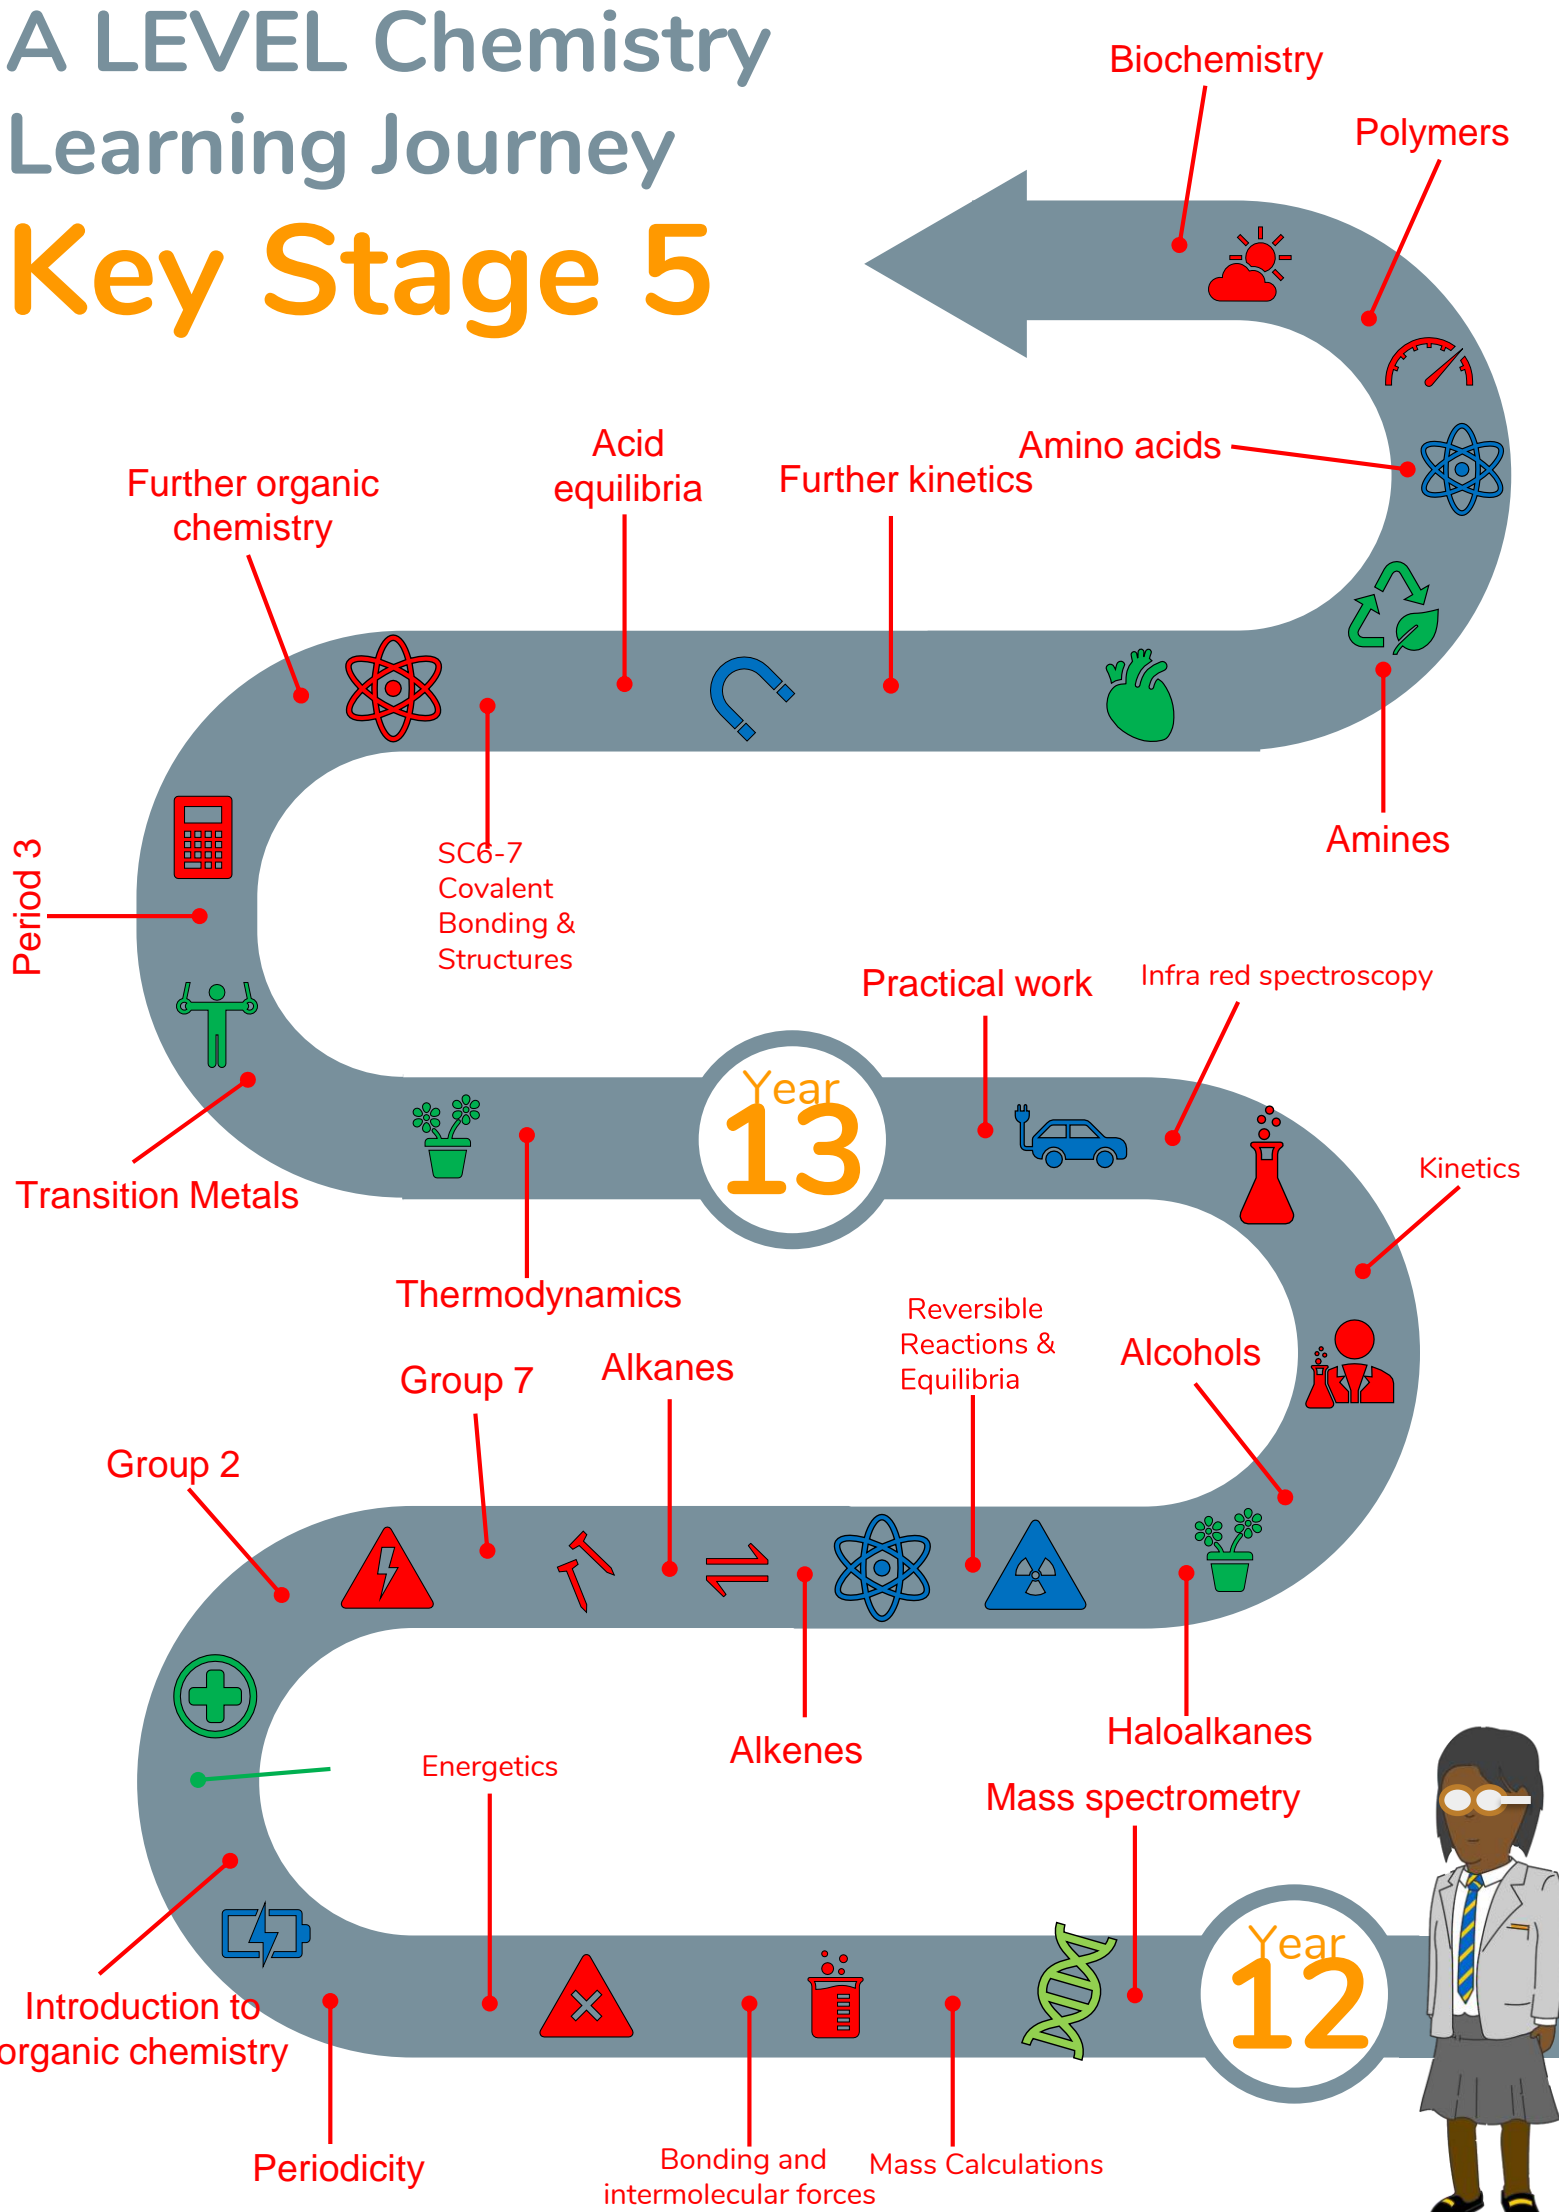 A LEVEL Chemistry
Learning Journey
Key Stage 5
Biochemistry
Polymers
Amino acids
Acid
equilibria
Further kinetics
Further organic
chemistry
Amines
SC6-7
Covalent
Bonding &
Structures
Period 3
Practical work
Infra red spectroscopy
Year
13
Kinetics
Transition Metals
Thermodynamics
Reversible
Reactions &
Equilibria
Alcohols
Alkanes
Group 7
Group 2
Alkenes
Haloalkanes
Energetics
Mass spectrometry
Year
12
Introduction to
organic chemistry
Periodicity
Bonding and
intermolecular forces
Mass Calculations